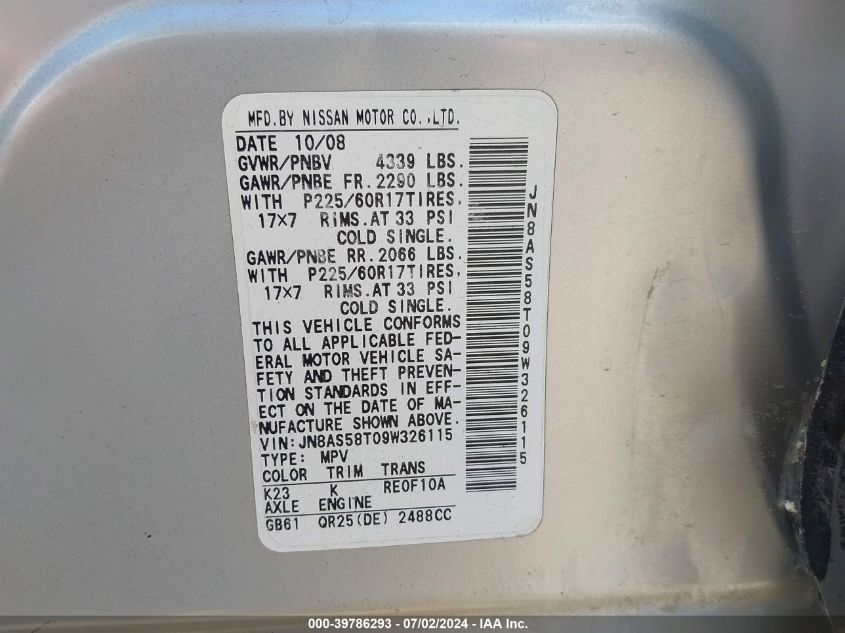 MFD.BY NISSAN MOTOR CO.,LTD.
DATE 10/08
GVWR/PNBV 4339 LBS.
GAWR/PNBE FR.2290 LBS.
WITH P225/60R17TIRES,
17X7 RIMS.AT 33 PSI
COLD SINGLE.
GAWR/PNBE RR.2066 LBS.
WITH P225/60R17TIRES,
17X7 RIMS.AT 33 PSI
COLD SINGLE.
THIS VEHICLE CONFORMS
TO ALL APPLICABLE FED-
ERAL MOTOR VEHICLE SA-
FETY AND THEFT PREVEN-
TION STANDARDS IN EFF-
ECT ON THE DATE OF MA-
NUFACTURE SHOWN ABOVE.
VIN:JN8AS58T09W326115
TYPE: MPV
COLOR TRIM TRANS
K23 K RE0F10A
AXLE ENGINE
GB61 QR25(DE) 2488CC
JN8AS58T09W326115
000-39786293 - 07/02/2024 - IAA Inc.